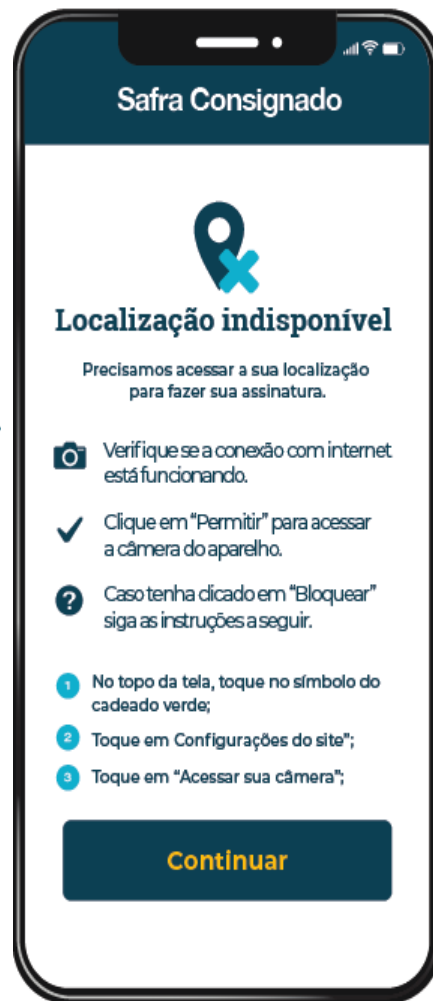 Safra Consignado
Localização indisponível
Precisamos acessar a sua localização
para fazer sua assinatura.
Verifique se a conexão com internet
está funcionando.
Clique em “Permitir” para acessar
a câmera do aparelho.
? Caso tenha clicado em “Bloquear”
siga as instruções a seguir.
1 No topo da tela, toque no símbolo do
cadeado verde;
2 Toque em Configurações do site”;
3 Toque em “Acessar sua câmera”;
Continuar